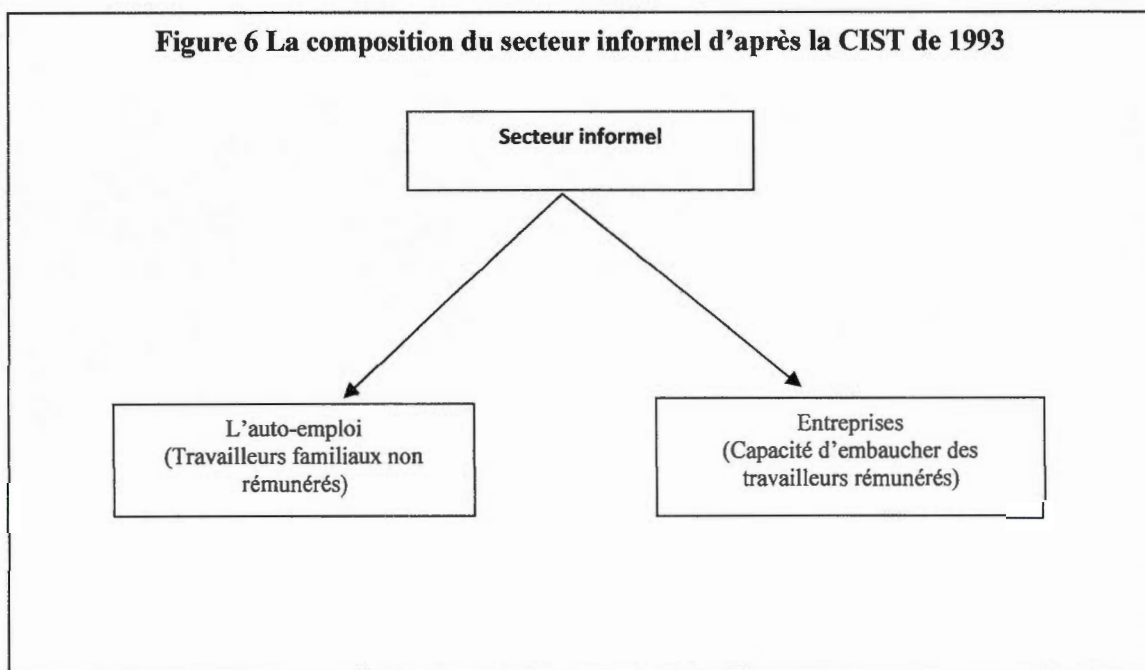 Figure 6 La composition du secteur informel d'après la CIST de 1993
Secteur informel
L'auto-emploi
(Travailleurs familiaux non
rémunérés)
Entreprises
(Capacité d'embaucher des
travailleurs rémunérés)